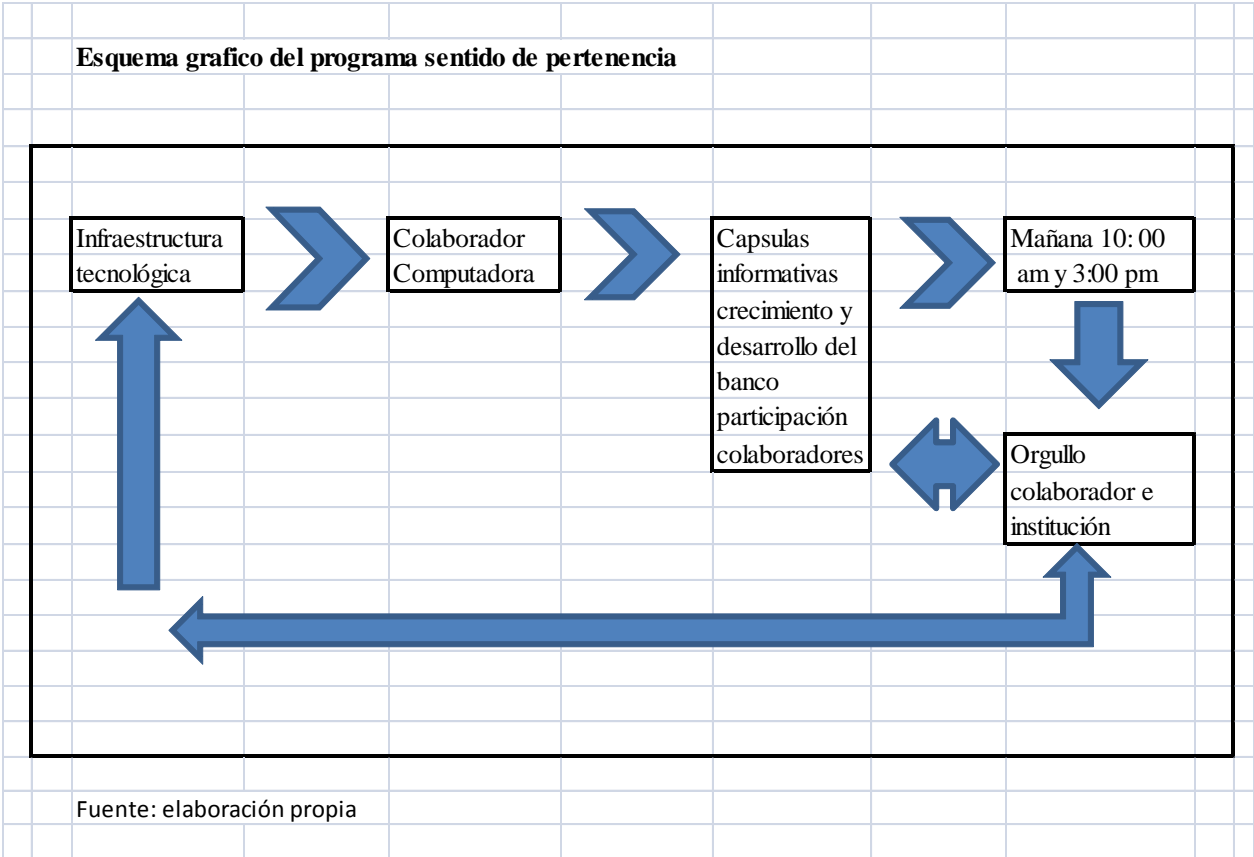 Esquema grafico del programa sentido de pertenencia
Infraestructura
tecnológica
Colaborador
Computadora
Capsulas
informativas
crecimiento y
desarrollo del
banco
participación
colaboradores
Mañana 10: 00
am y 3:00 pm
Orgullo
colaborador e
institución
Fuente: elaboración propia